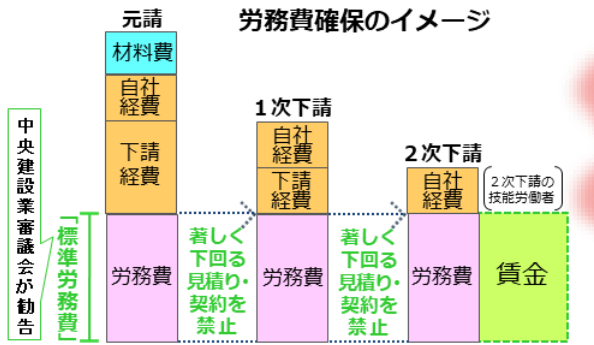 労務費確保のイメージ
元請
材料費
自社
経費
下請
経費
労務費
1次下請
自社
経費
下請
経費
労務費
2次下請
自社
経費
労務費
2次下請の
技能労働者
賃金
著しく
下回る
見積り・
契約を
禁止
著しく
下回る
見積り・
契約を
禁止
中央建設業審議会が勧告
「標準労務費」